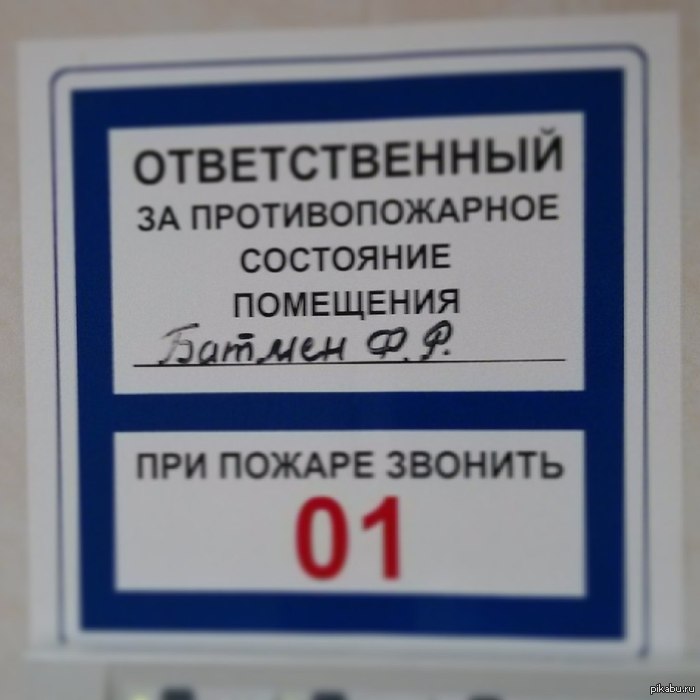 ОТВЕТСТВЕННЫЙ
ЗА ПРОТИВОПОЖАРНОЕ
СОСТОЯНИЕ
ПОМЕЩЕНИЯ
Батмен Ф.Р.
ПРИ ПОЖАРЕ ЗВОНИТЬ
01
pikabu.ru